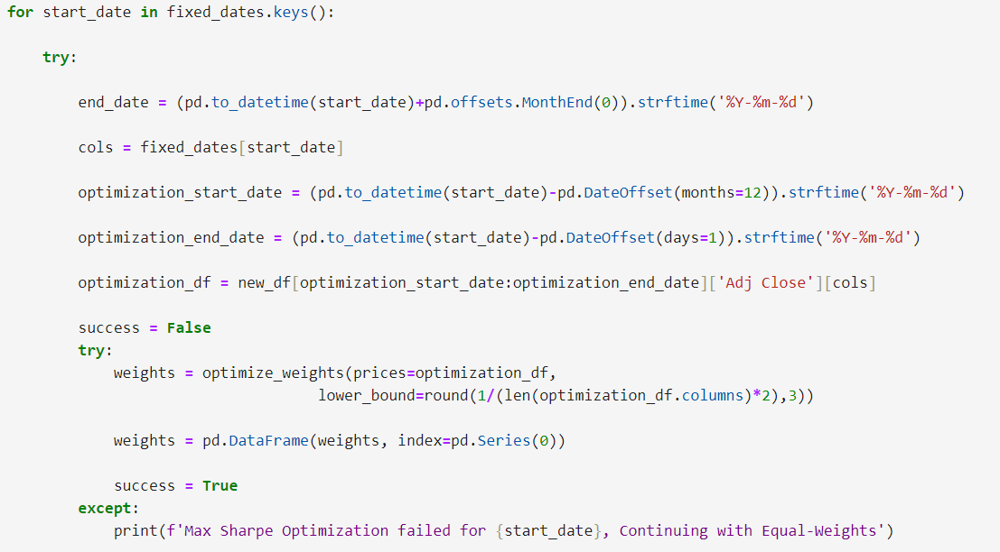 for start_date in fixed_dates.keys():
try:
end_date = (pd.to_datetime(start_date)+pd.offsets.MonthEnd(0)).strftime('%Y-%m-%d')
cols = fixed_dates[start_date]
optimization_start_date = (pd.to_datetime(start_date)-pd.DateOffset(months=12)).strftime('%Y-%m-%d')
optimization_end_date = (pd.to_datetime(start_date)-pd.DateOffset(days=1)).strftime('%Y-%m-%d')
optimization_df = new_df[optimization_start_date:optimization_end_date]['Adj Close'][cols]
success = False
try:
weights = optimize_weights(prices=optimization_df,
lower_bound=round(1/(len(optimization_df.columns)*2),3))
weights = pd.DataFrame(weights, index=pd.Series(0))
success = True
except:
print(f'Max Sharpe Optimization failed for {start_date}, Continuing with Equal-Weights')